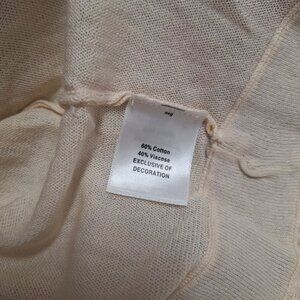 60% Cotton
40% Viscose
EXCLUSIVE OF
DECORATION